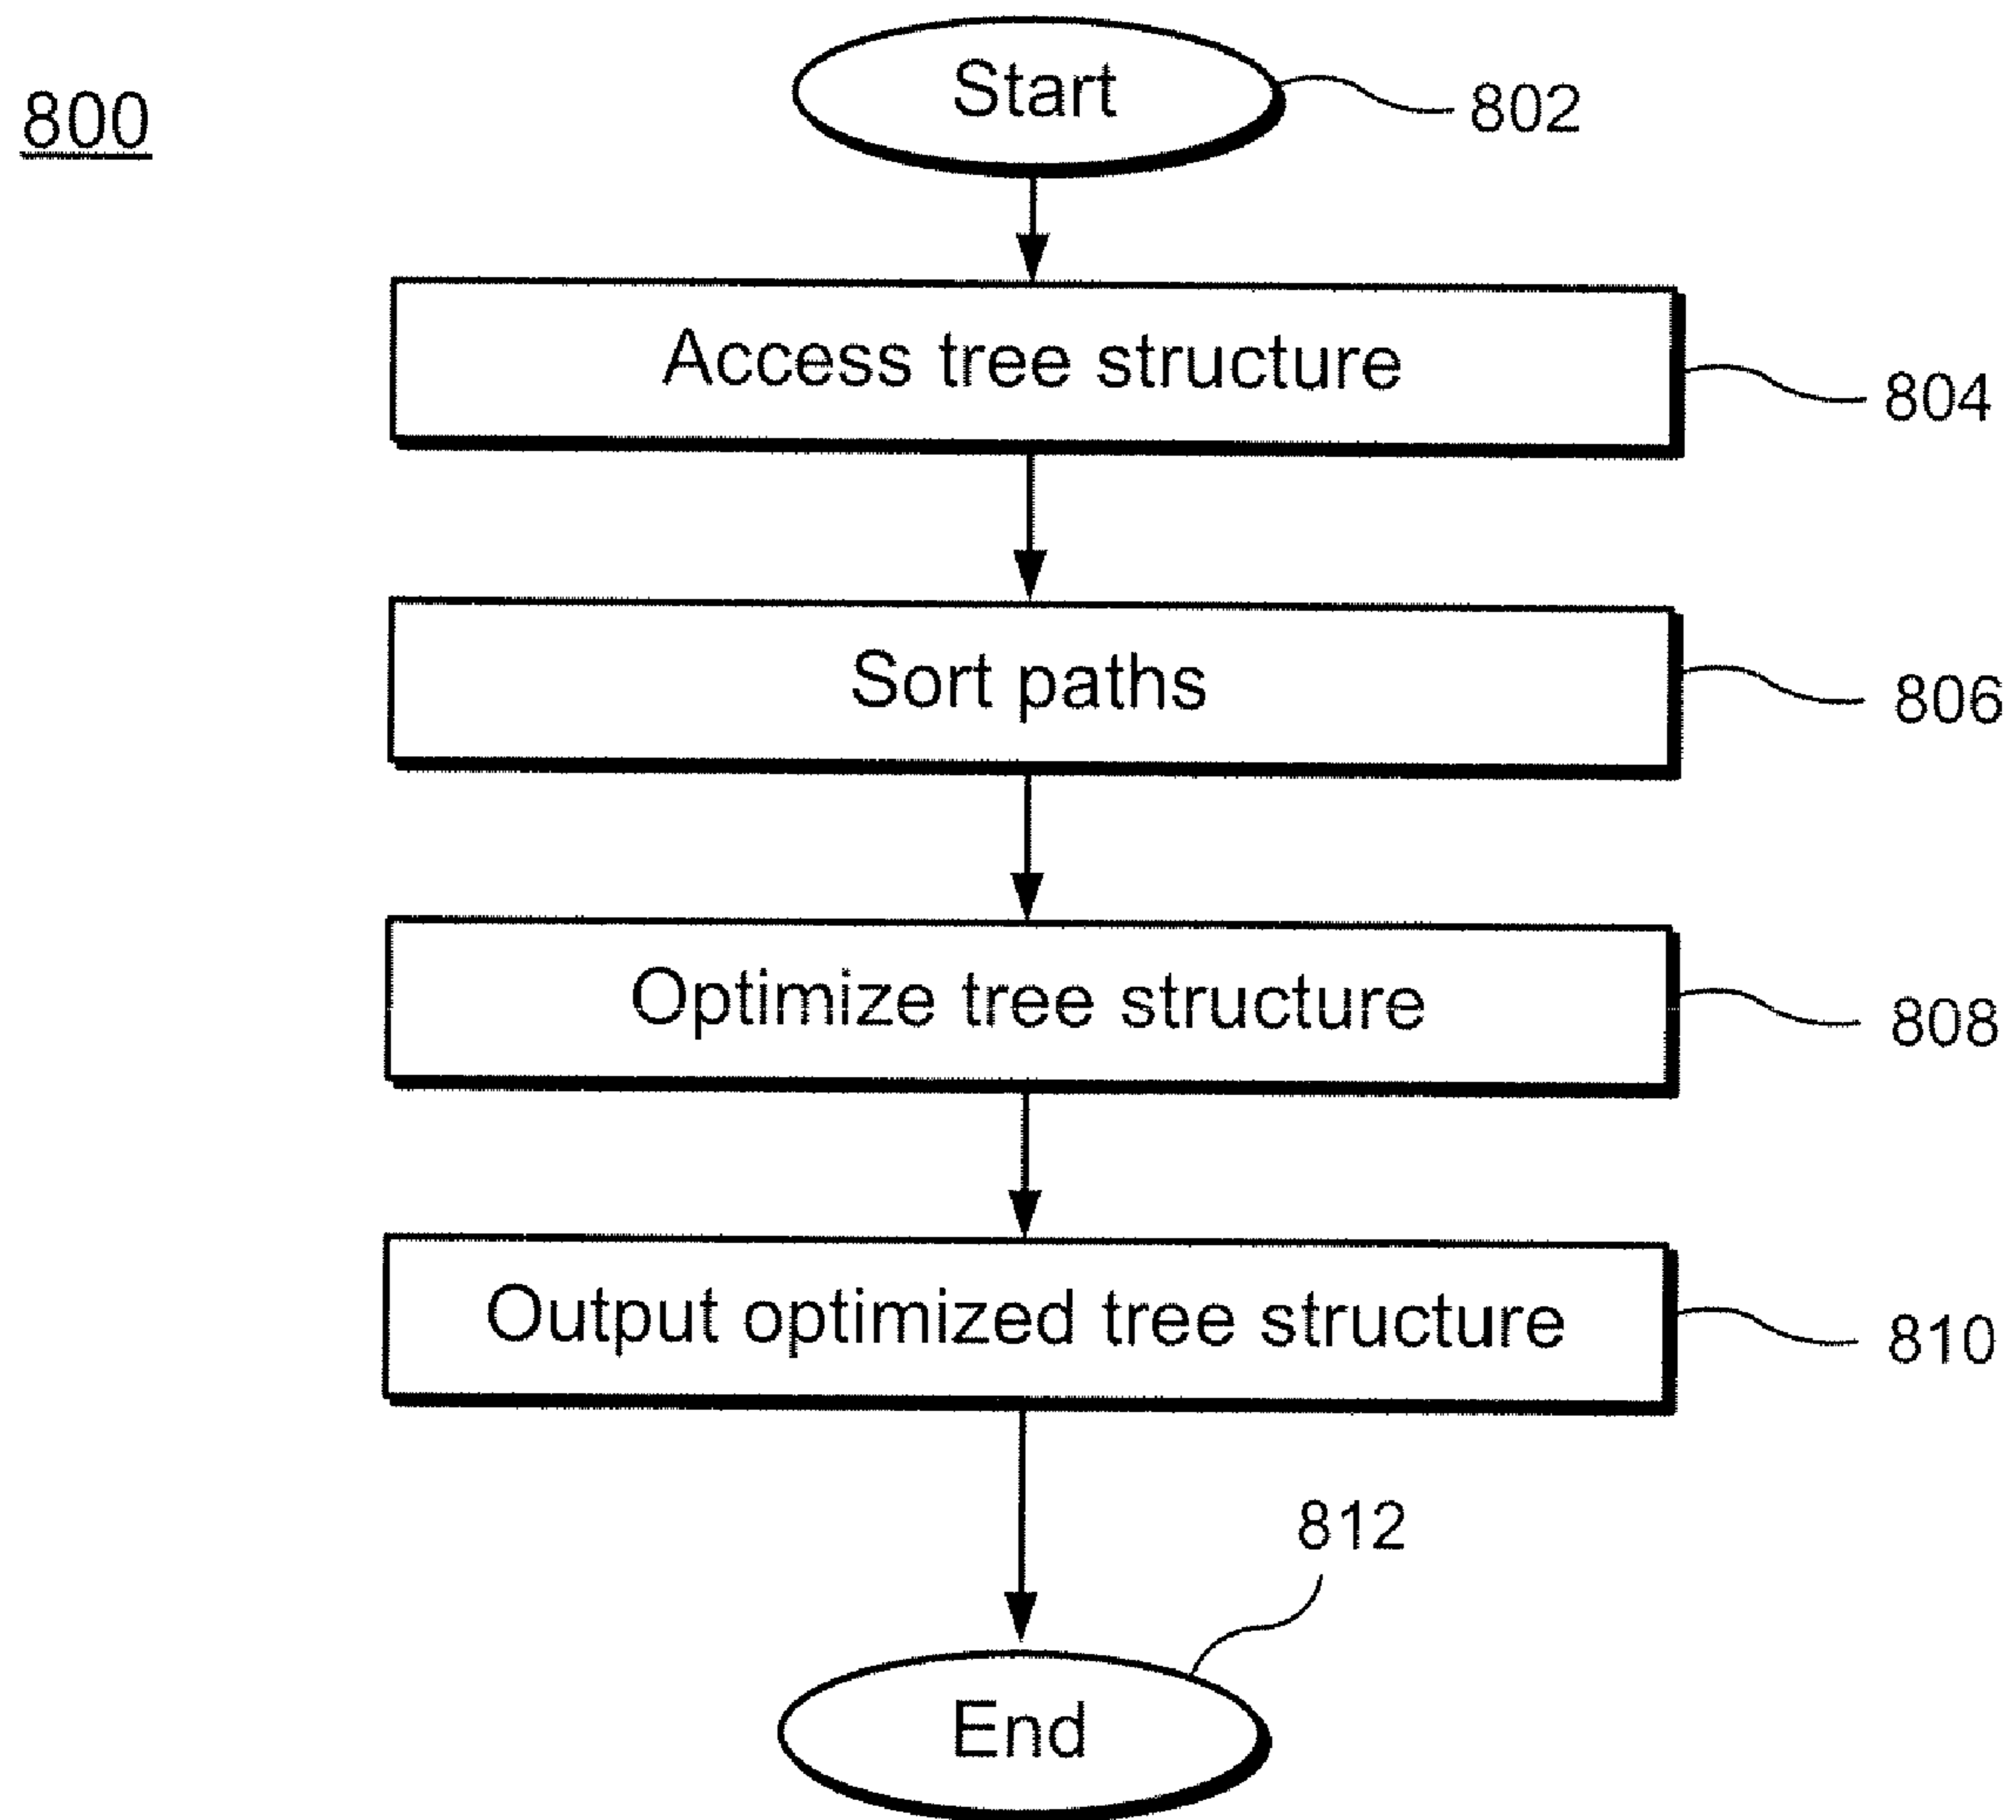 800
Start
802
Access tree structure
804
Sort paths
806
Optimize tree structure
808
Output optimized tree structure
810
812
End